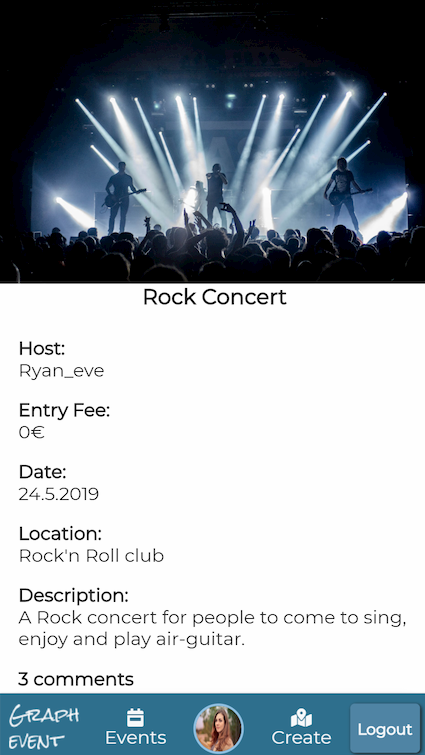 Rock Concert
Host:
Ryan_eve
Entry Fee:
0€
Date:
24.5.2019
Location:
Rock'n Roll club
Description:
A Rock concert for people to come to sing,
enjoy and play air-guitar.
3 comments
GRAPH
EVENT
Events
Create
Logout